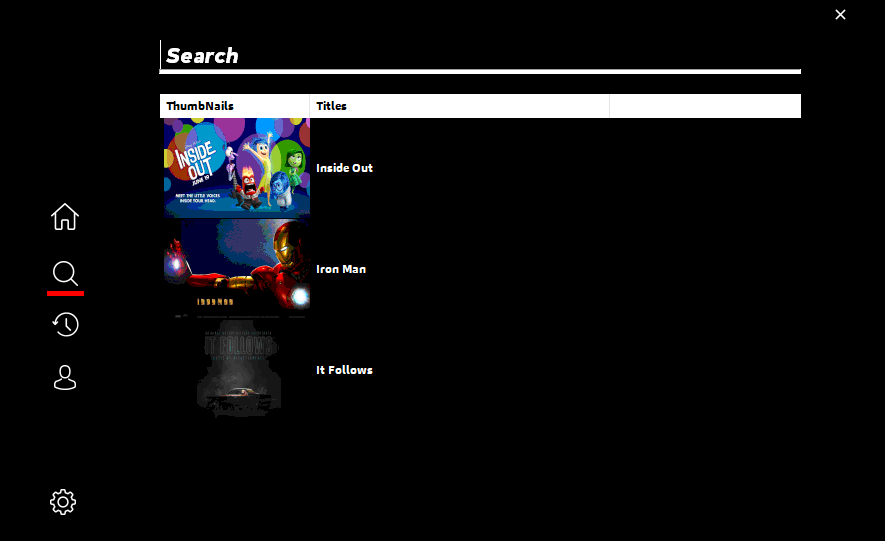 Search
ThumbNails Titles
INSIDE
OUT
JUNE 19
MEET THE LITTLE VOICES
INSIDE YOUR HEAD.
Inside Out
IRON MAN
Iron Man
IT FOLLOWS
It Follows